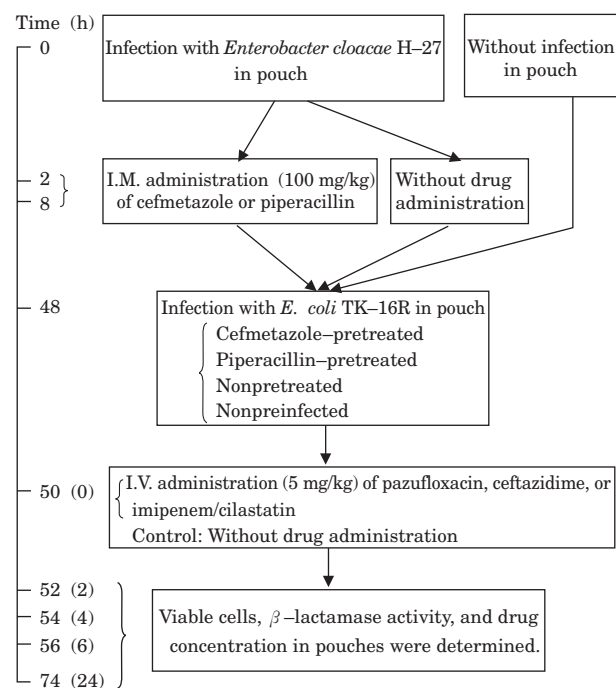 Time (h)
0
Infection with Enterobacter cloacae H–27
in pouch
Without infection
in pouch
2
8
I.M. administration (100 mg/kg)
of cefmetazole or piperacillin
Without drug
administration
48
Infection with E. coli TK–16R in pouch
Cefmetazole–pretreated
Piperacillin–pretreated
Nonpretreated
Nonpreinfected
50 (0)
I.V. administration (5 mg/kg) of pazufloxacin, ceftazidime, or
imipenem/cilastatin
Control: Without drug administration
52 (2)
54 (4)
56 (6)
74 (24)
Viable cells, β–lactamase activity, and drug
concentration in pouches were determined.